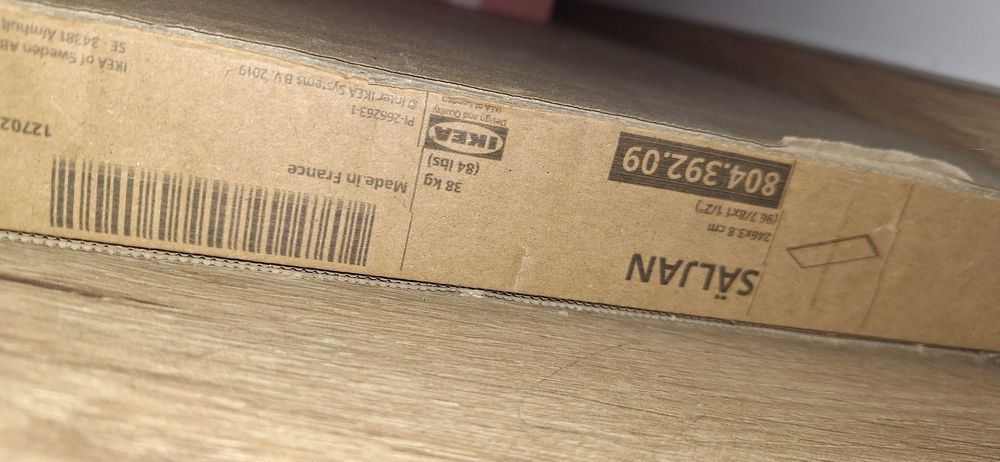 SÄLJAN
246x3.8 cm
(96 7/8x1 1/2")
804.392.09
38 kg
(84 lbs)
IKEA
Design and Quality
IKEA of Sweden
Made in France
PI-266263-1
© Inter IKEA Systems B.V. 2019
12702
IKEA of Sweden AB
SE - 34381 Älmhult